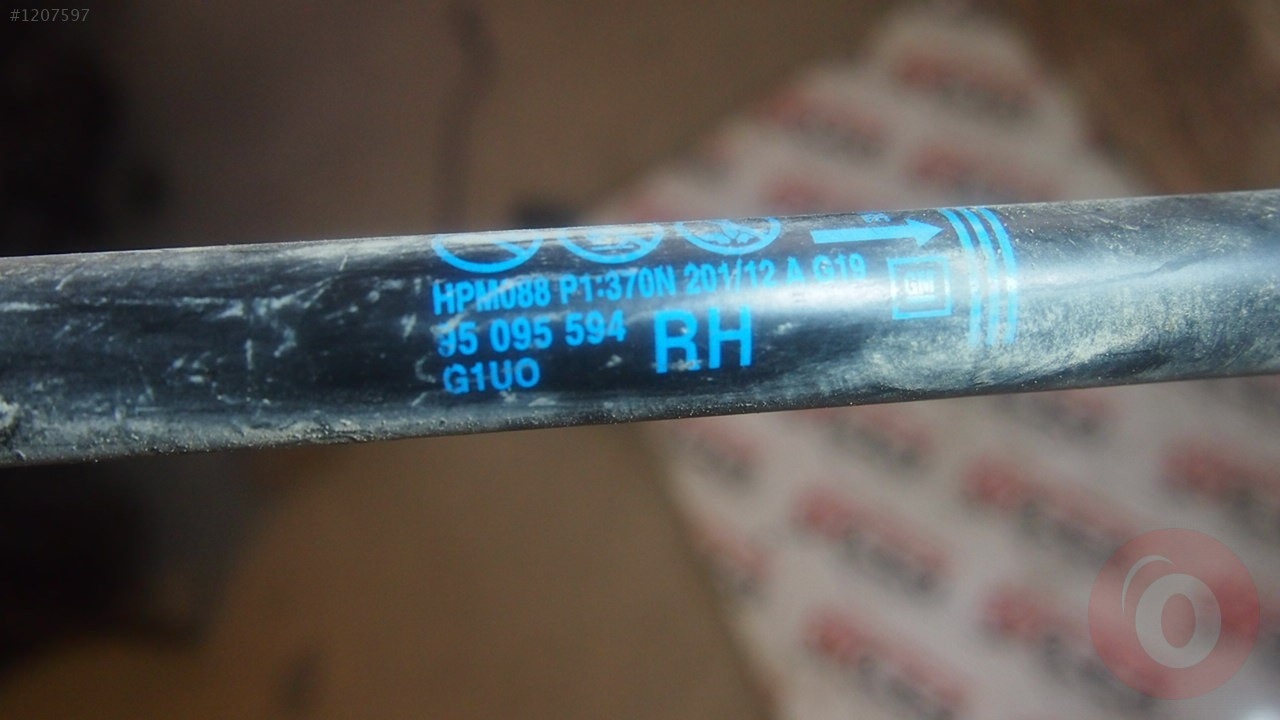 #1207597
HPM088 P1:370N 201/12 A G19
GM
95 095 594
RH
G1UO